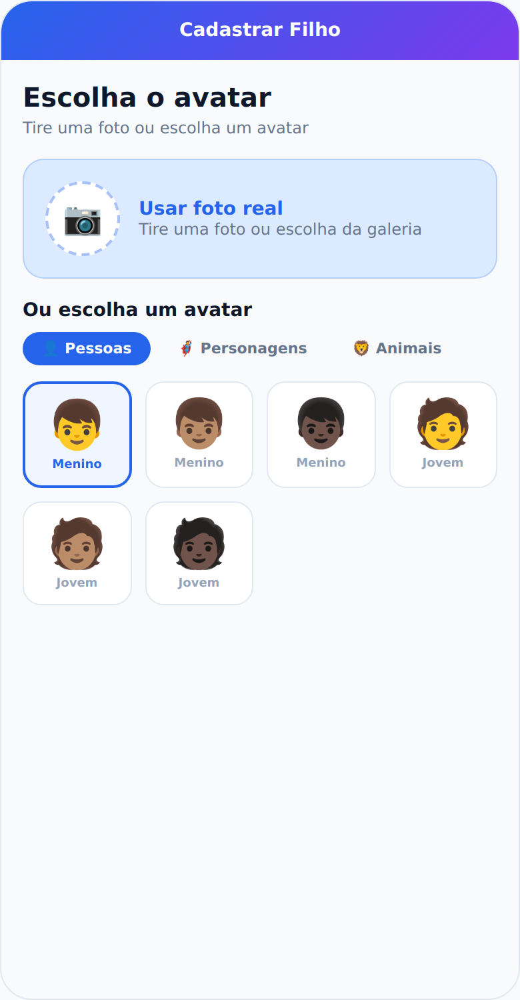 Cadastrar Filho
Escolha o avatar
Tire uma foto ou escolha um avatar
Usar foto real
Tire uma foto ou escolha da galeria
Ou escolha um avatar
Pessoas
Personagens
Animais
Menino
Menino
Menino
Jovem
Jovem
Jovem